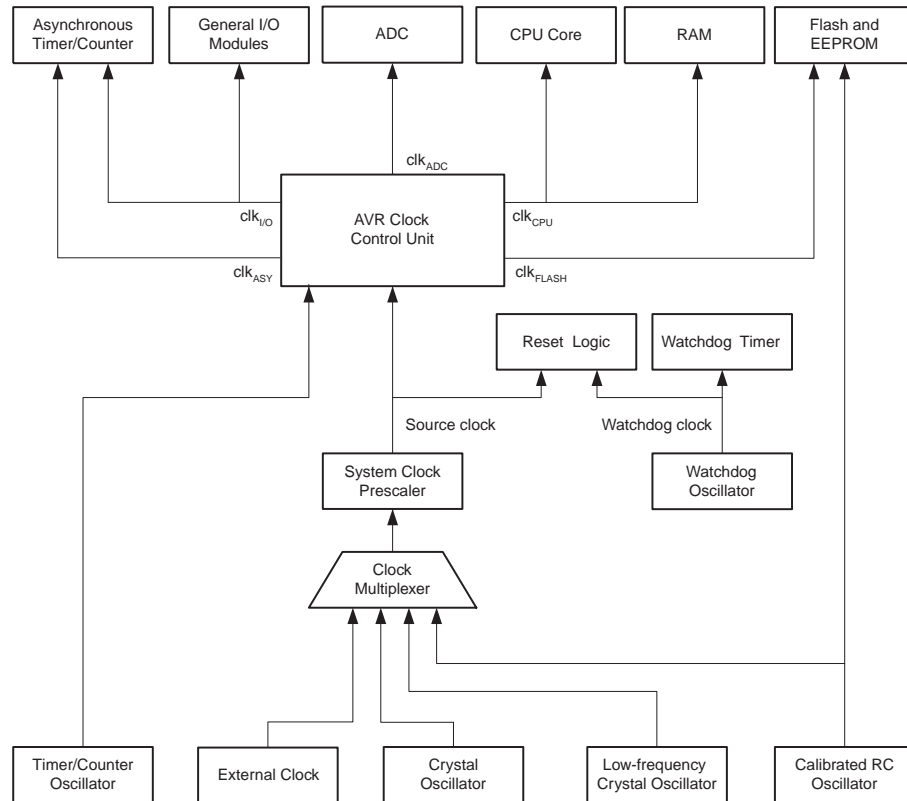 Asynchronous
Timer/Counter
General I/O
Modules
ADC
CPU Core
RAM
Flash and
EEPROM
clkADC
clkI/O
AVR Clock
Control Unit
clkCPU
clkASY
clkFLASH
Reset Logic
Watchdog Timer
Source clock
Watchdog clock
System Clock
Prescaler
Watchdog
Oscillator
Clock
Multiplexer
Timer/Counter
Oscillator
External Clock
Crystal
Oscillator
Low-frequency
Crystal Oscillator
Calibrated RC
Oscillator